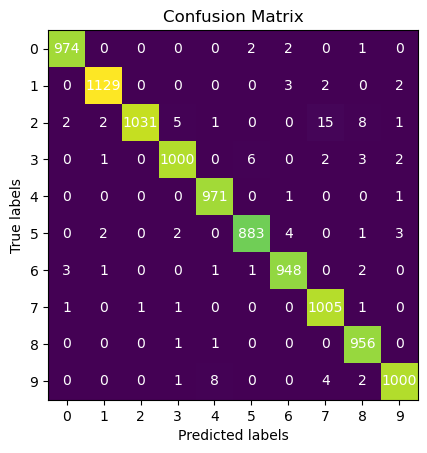 Confusion Matrix
0 974 0 0 0 0 2 2 0 1 0
1 0 1129 0 0 0 0 3 2 0 2
2 2 2 1031 5 1 0 0 15 8 1
3 0 1 0 1000 0 6 0 2 3 2
4 0 0 0 0 971 0 1 0 0 1
5 0 2 0 2 0 883 4 0 1 3
6 3 1 0 0 1 1 948 0 2 0
7 1 0 1 1 0 0 0 1005 1 0
8 0 0 0 1 1 0 0 0 956 0
9 0 0 0 1 8 0 0 4 2 1000
0 1 2 3 4 5 6 7 8 9
Predicted labels
True labels